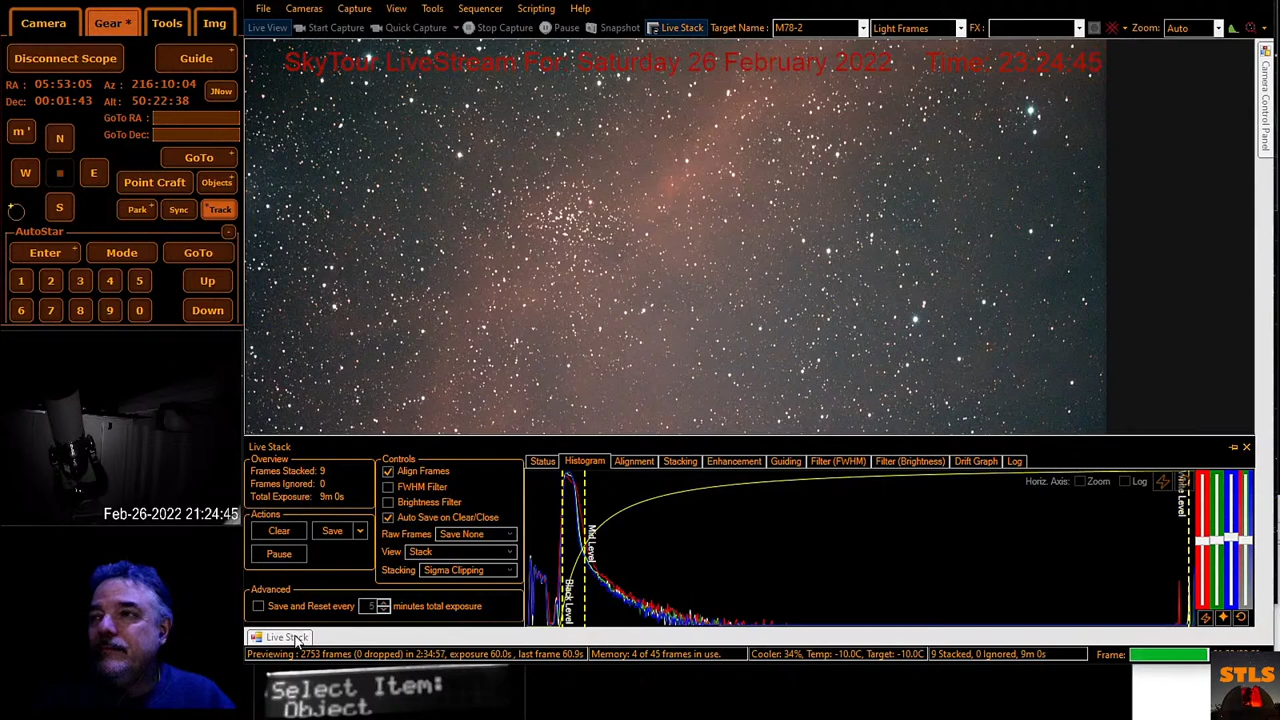 Camera Gear * Tools Img
Disconnect Scope Guide +
RA : 05:53:05 Az : 216:10:04 JNow
Dec: 00:01:43 Alt: 50:22:38
GoTo RA :
m ' N GoTo Dec:
GoTo +
W E Point Craft Objects +
S Park + Sync Track
AutoStar -
Enter + Mode GoTo
1 2 3 4 5 Up
6 7 8 9 0 Down
Feb-26-2022 21:24:45
File Cameras Capture View Tools Sequencer Scripting Help
Live View Start Capture Quick Capture Stop Capture Pause Snapshot Live Stack Target Name : M78-2 Light Frames FX : Zoom: Auto
SkyTour LiveStream For Saturday 26 February 2022 Time: 23:24:45
Camera Control Panel
Live Stack
Overview
Frames Stacked: 9
Frames Ignored: 0
Total Exposure: 9m 0s
Actions
Clear Save
Pause
Controls
Align Frames
FWHM Filter
Brightness Filter
Auto Save on Clear/Close
Raw Frames Save None
View Stack
Stacking Sigma Clipping
Advanced
Save and Reset every 5 minutes total exposure
Status Histogram Alignment Stacking Enhancement Guiding Filter (FWHM) Filter (Brightness) Drift Graph Log
Horiz. Axis: Zoom Log
Black Level
Mid Level
White Level
Live Stack
Previewing : 2753 frames (0 dropped) in 2:34:57, exposure 60.0s , last frame 60.9s Memory: 4 of 45 frames in use. Cooler: 34%, Temp: -10.0C, Target: -10.0C 9 Stacked, 0 Ignored, 9m 0s Frame:
Select Item:
Object
STLS